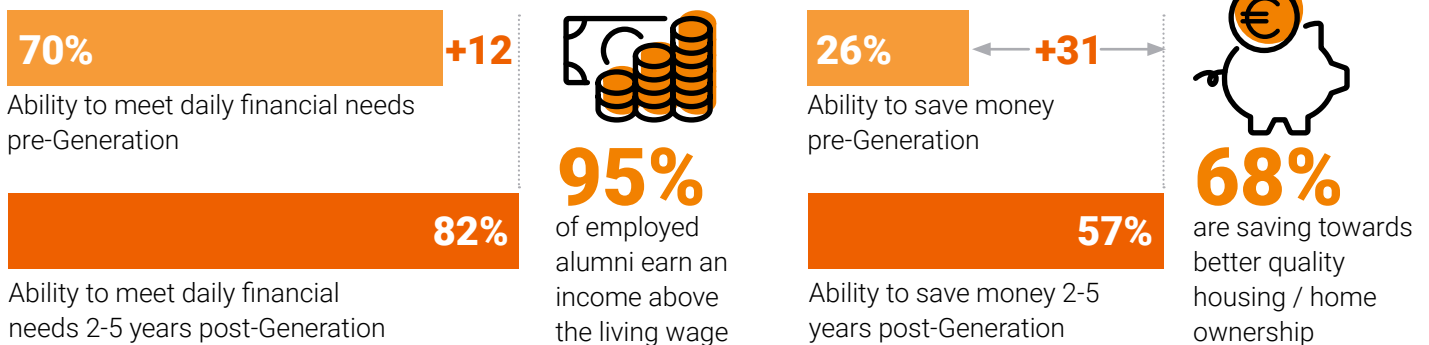 70%
+12
Ability to meet daily financial needs
pre-Generation
82%
Ability to meet daily financial
needs 2-5 years post-Generation
95%
of employed
alumni earn an
income above
the living wage
26%
+31
Ability to save money
pre-Generation
57%
Ability to save money 2-5
years post-Generation
€
68%
are saving towards
better quality
housing / home
ownership